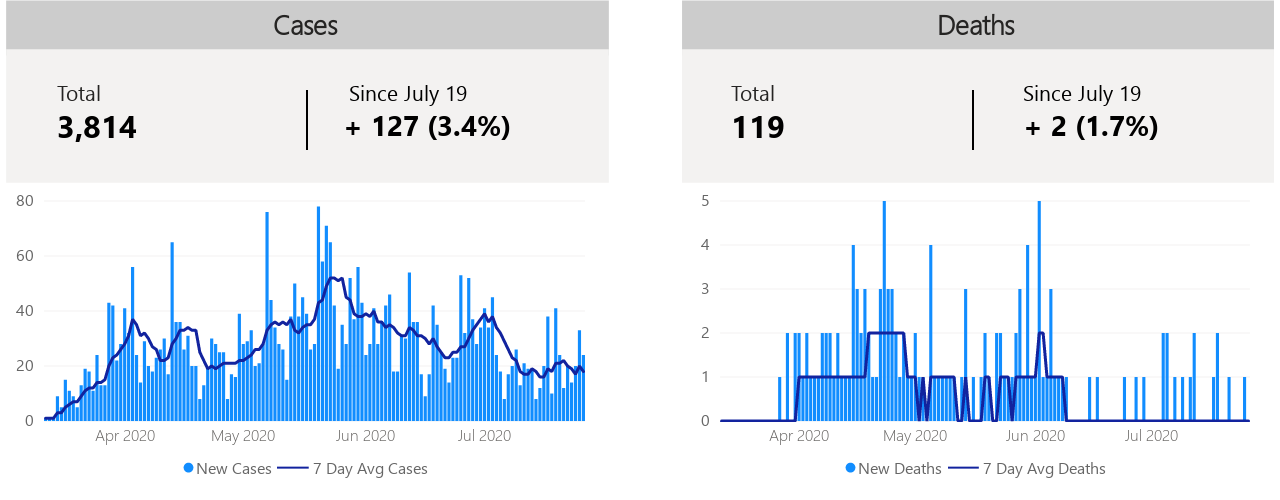 Cases
Total
3,814
Since July 19
+ 127 (3.4%)
80
60
40
20
0
Apr 2020
May 2020
Jun 2020
Jul 2020
New Cases
7 Day Avg Cases
Deaths
Total
119
Since July 19
+ 2 (1.7%)
5
4
3
2
1
0
Apr 2020
May 2020
Jun 2020
Jul 2020
New Deaths
7 Day Avg Deaths